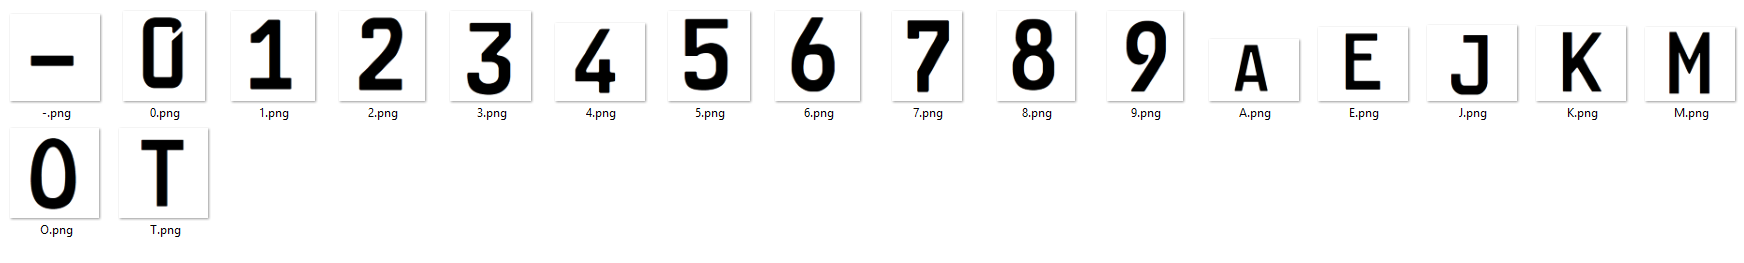 - 0 1 2 3 4 5 6 7 8 9 A E J K M
-.png 0.png 1.png 2.png 3.png 4.png 5.png 6.png 7.png 8.png 9.png A.png E.png J.png K.png M.png
O T
O.png T.png